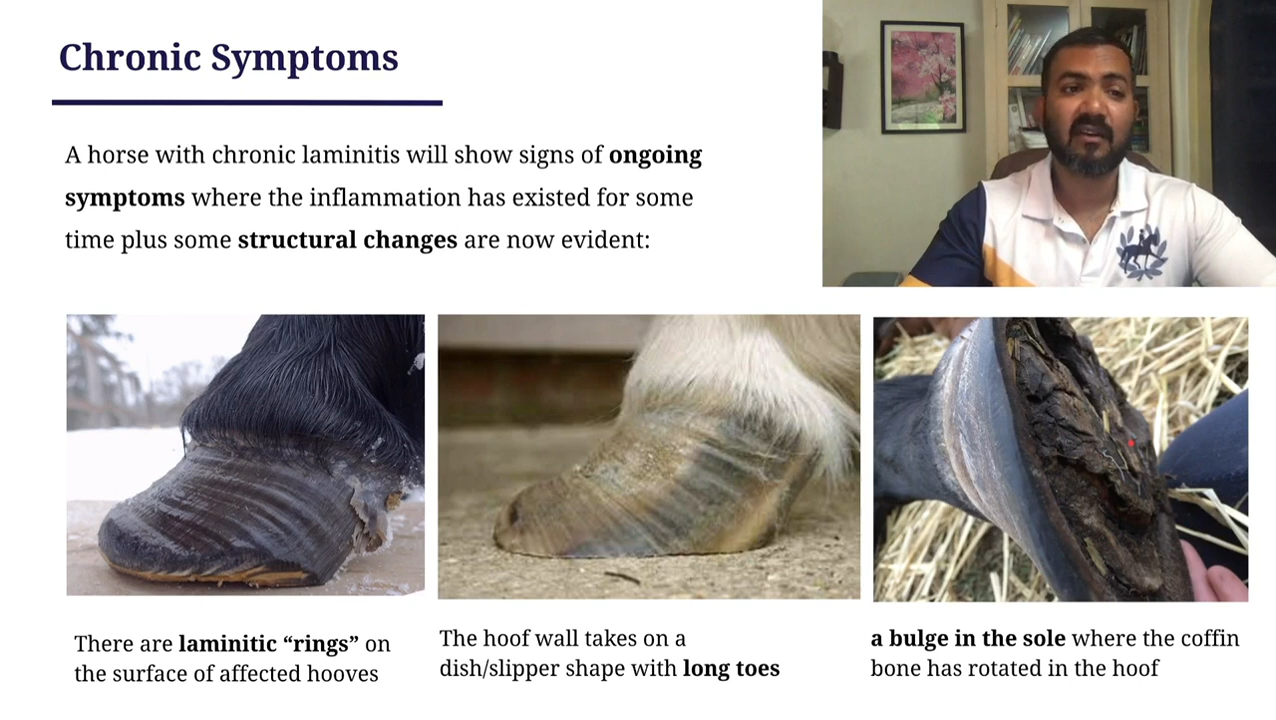 Chronic Symptoms
A horse with chronic laminitis will show signs of ongoing
symptoms where the inflammation has existed for some
time plus some structural changes are now evident:
There are laminitic “rings” on
the surface of affected hooves
The hoof wall takes on a
dish/slipper shape with long toes
a bulge in the sole where the coffin
bone has rotated in the hoof